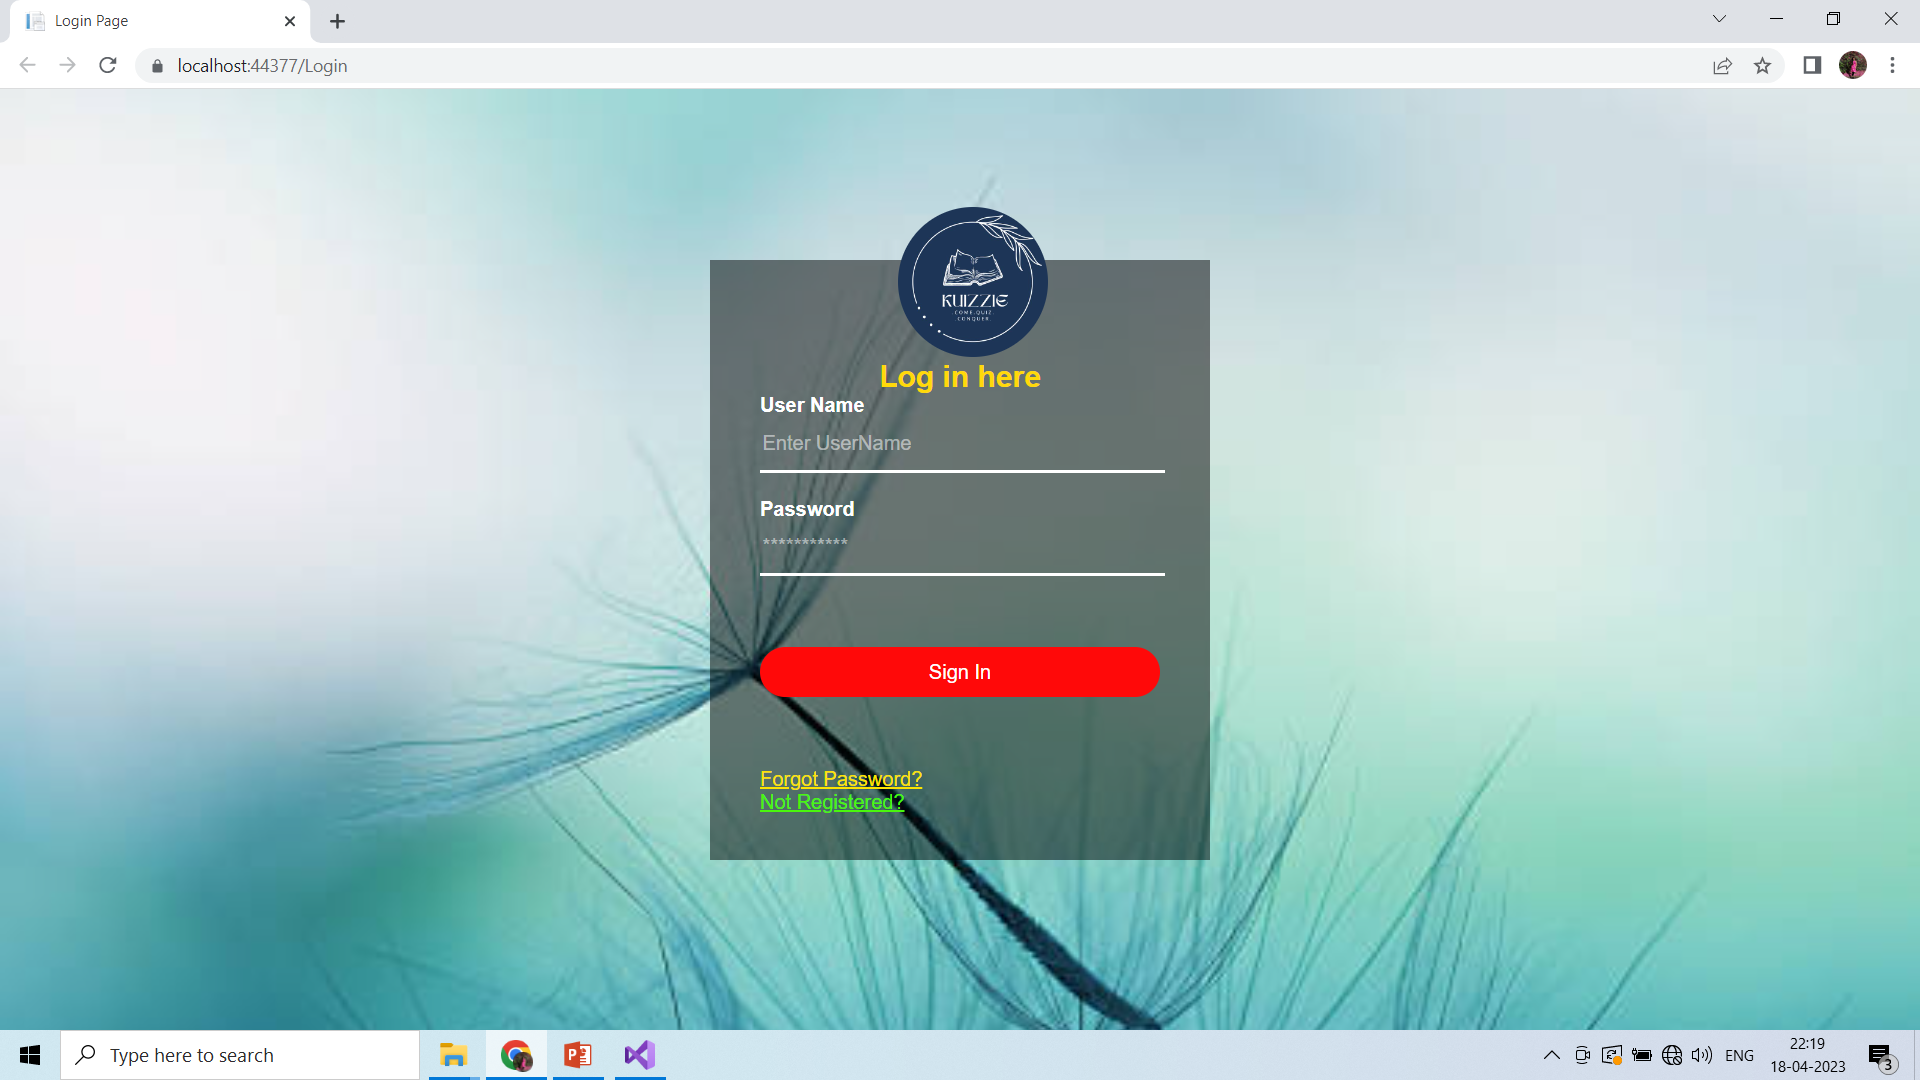 Login Page
localhost:44377/Login
KUIZZIE
COME.QUIZ
CONQUER
Log in here
User Name
Enter UserName
Password
***********
Sign In
Forgot Password?
Not Registered?
Type here to search
ENG
22:19
18-04-2023
3